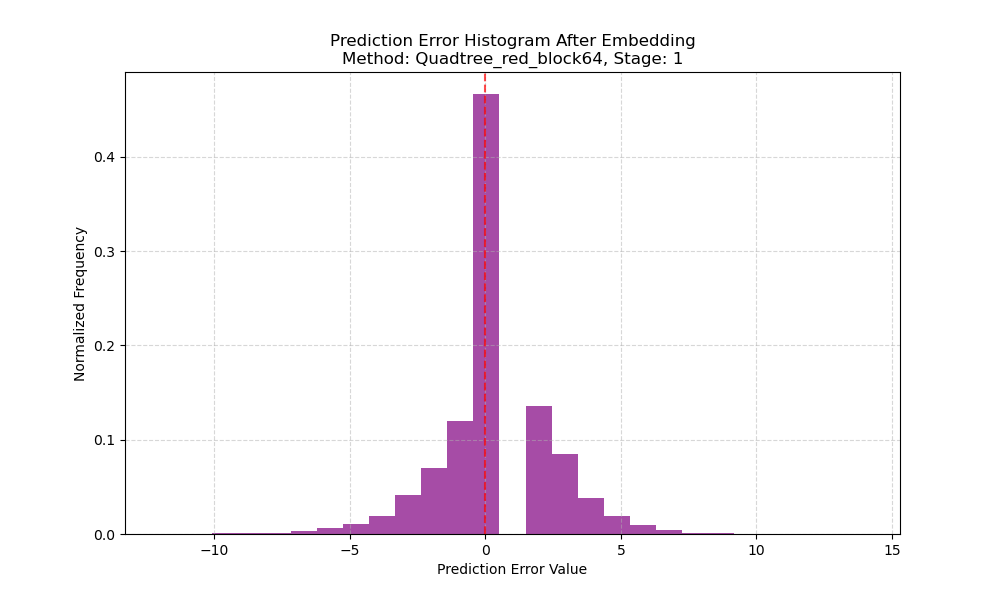 Prediction Error Histogram After Embedding
Method: Quadtree_red_block64, Stage: 1
Normalized Frequency
0.4
0.3
0.2
0.1
0.0
−10
−5
0
5
10
15
Prediction Error Value